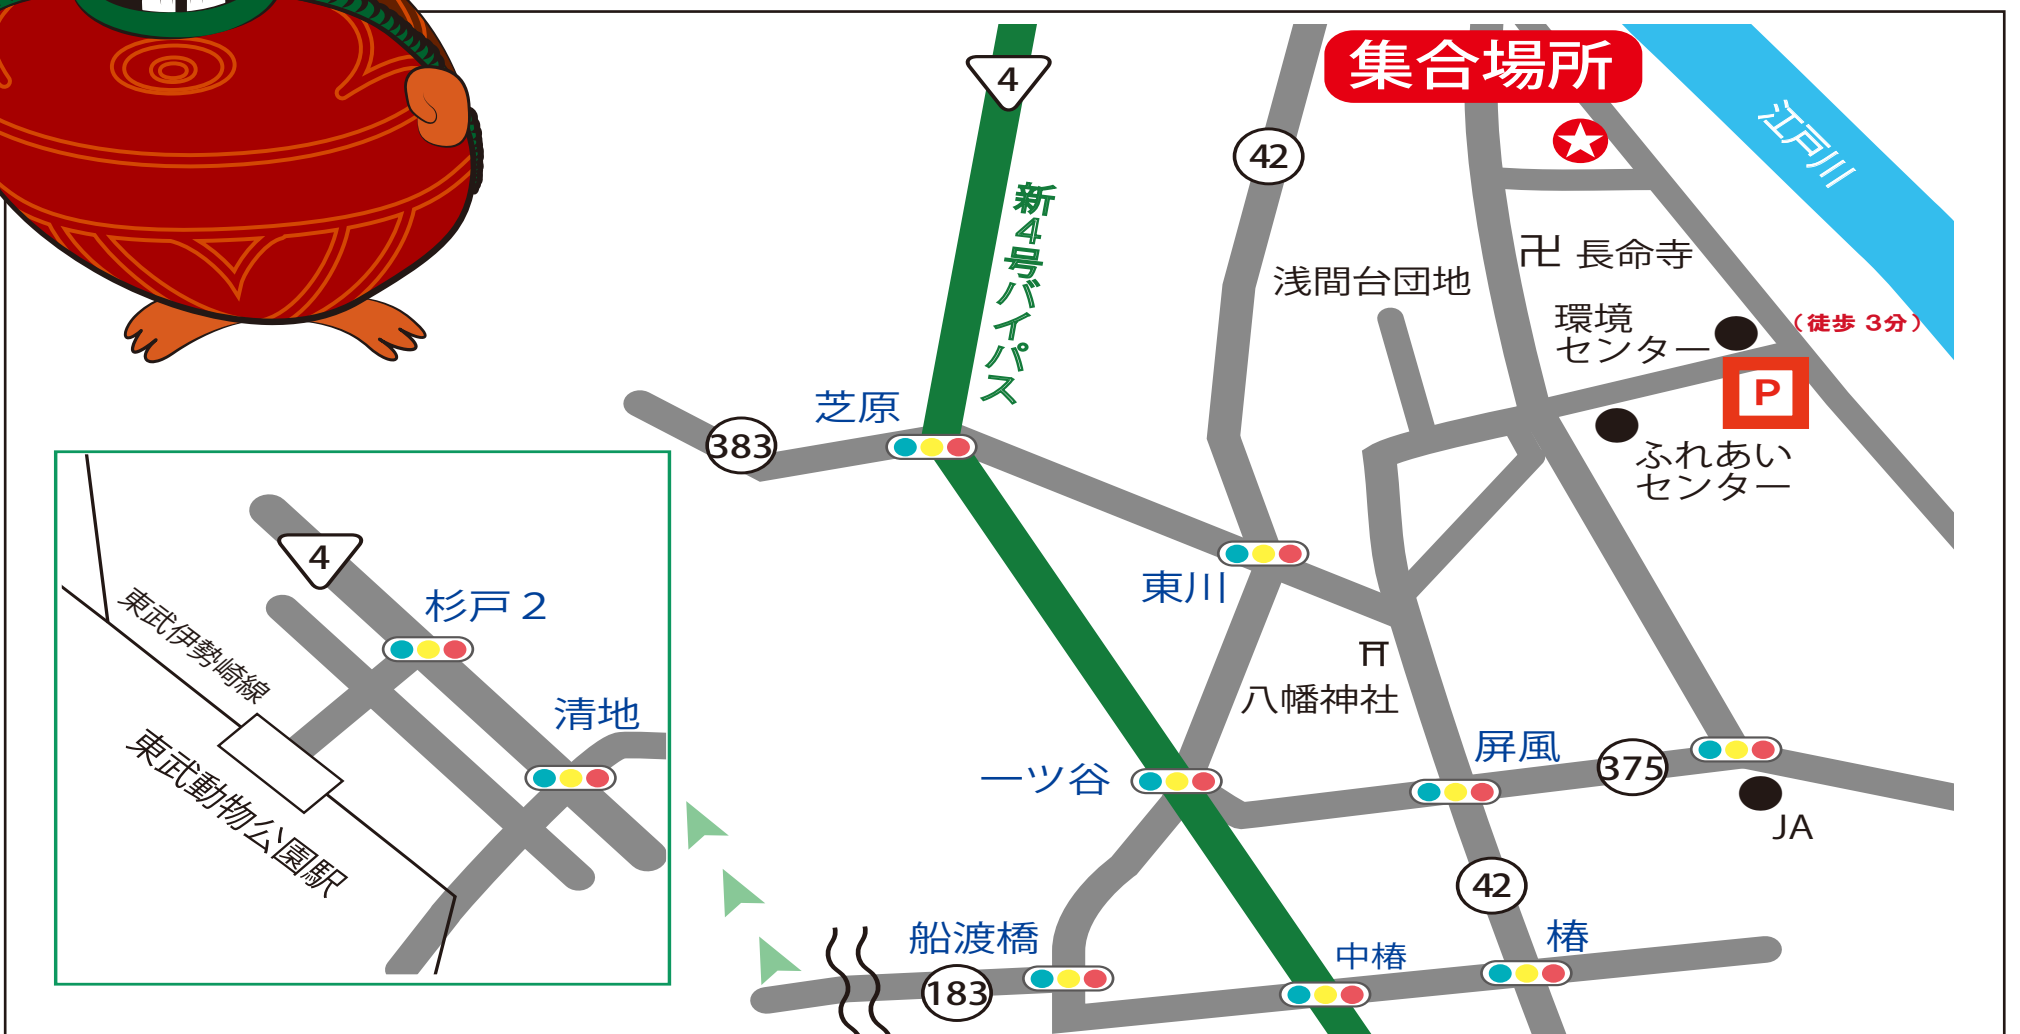 集合場所
4
42
江戸川
新4号バイパス
卍 長命寺
浅間台団地
環境
センター
(徒歩 3分)
P
芝原
383
ふれあい
センター
4
杉戸 2
東川
東武伊勢崎線
八幡神社
清地
屏風
375
一ツ谷
東武動物公園駅
JA
42
船渡橋
中椿
椿
183